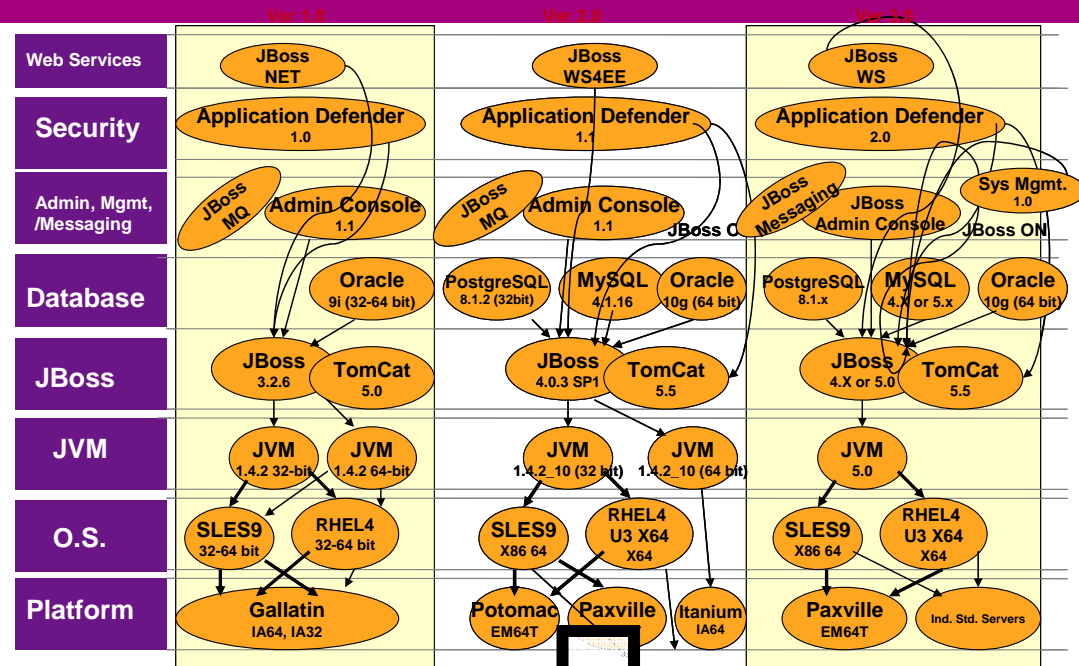 Ver 1.0
Ver 2.0
Ver 3.0
Web Services
JBoss
NET
JBoss
WS4EE
JBoss
WS
Security
Application Defender
1.0
Application Defender
1.1
Application Defender
2.0
Admin, Mgmt,
/Messaging
JBoss
MQ
Admin Console
1.1
JBoss
MQ
Admin Console
1.1
JBoss O
JBoss
Messaging
JBoss
Admin Console
Sys Mgmt.
1.0
JBoss ON
Database
Oracle
9i (32-64 bit)
PostgreSQL
8.1.2 (32bit)
MySQL
4.1.16
Oracle
10g (64 bit)
PostgreSQL
8.1.x
MySQL
4.X or 5.x
Oracle
10g (64 bit)
JBoss
JBoss
3.2.6
TomCat
5.0
JBoss
4.0.3 SP1
TomCat
5.5
JBoss
4.X or 5.0
TomCat
5.5
JVM
JVM
1.4.2 32-bit
JVM
1.4.2 64-bit
JVM
1.4.2_10 (32 bit)
JVM
1.4.2_10 (64 bit)
JVM
5.0
O.S.
SLES9
32-64 bit
RHEL4
32-64 bit
SLES9
X86 64
RHEL4
U3 X64
X64
SLES9
X86 64
RHEL4
U3 X64
X64
Platform
Gallatin
IA64, IA32
Potomac
EM64T
Paxville
Itanium
IA64
Paxville
EM64T
Ind. Std. Servers